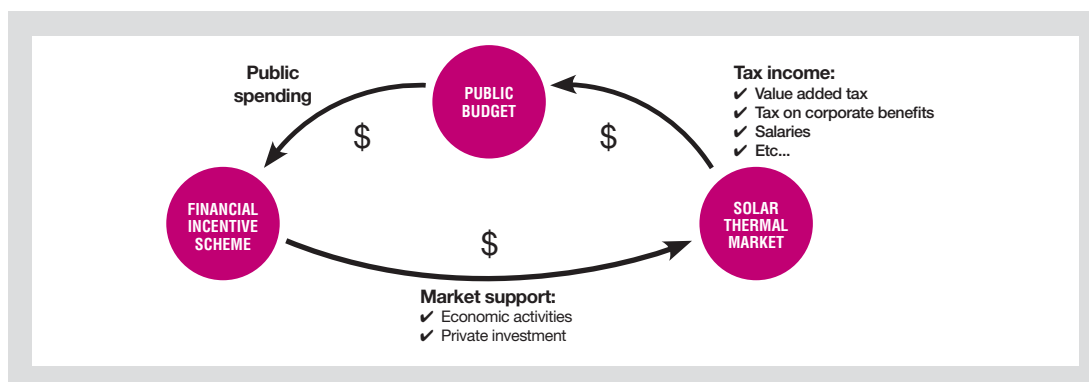 Public
spending
PUBLIC
BUDGET
Tax income:
✔ Value added tax
✔ Tax on corporate benefits
✔ Salaries
✔ Etc...
$
$
FINANCIAL
INCENTIVE
SCHEME
SOLAR
THERMAL
MARKET
$
Market support:
✔ Economic activities
✔ Private investment